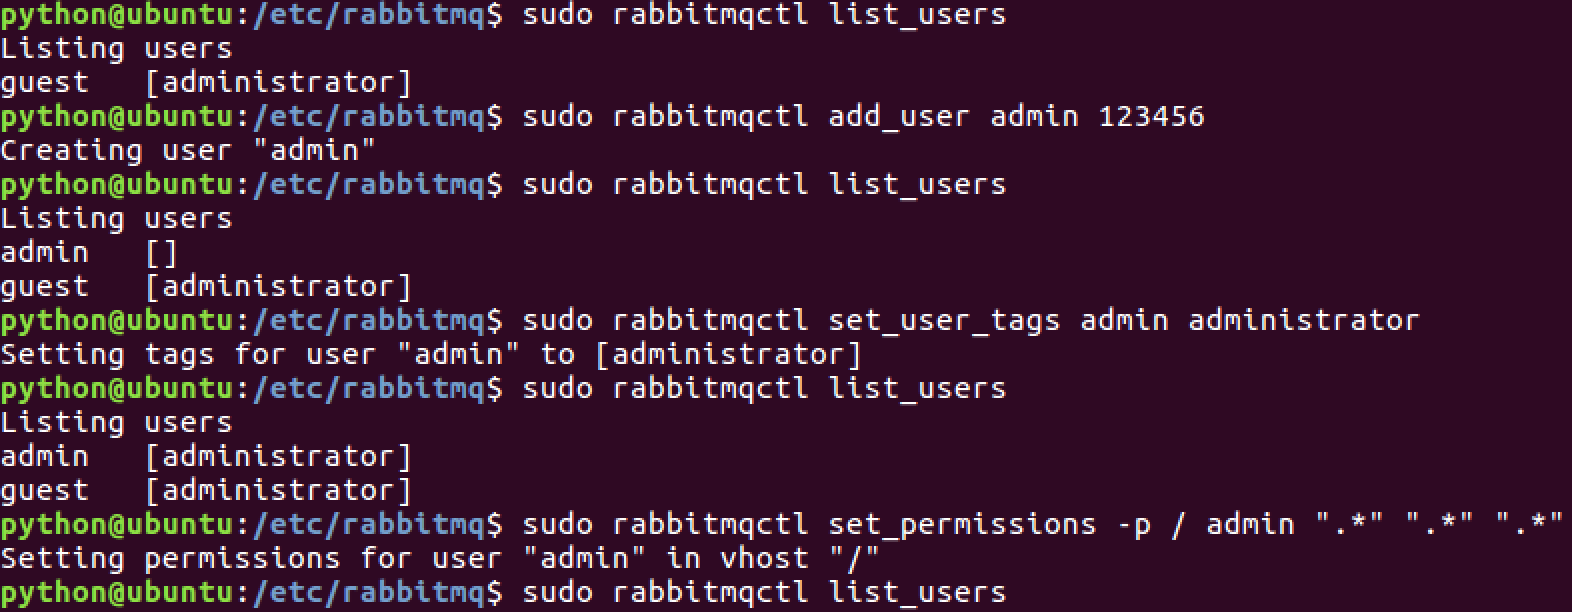 python@ubuntu:/etc/rabbitmq$ sudo rabbitmqctl list_users
Listing users
guest   [administrator]
python@ubuntu:/etc/rabbitmq$ sudo rabbitmqctl add_user admin 123456
Creating user "admin"
python@ubuntu:/etc/rabbitmq$ sudo rabbitmqctl list_users
Listing users
admin   []
guest   [administrator]
python@ubuntu:/etc/rabbitmq$ sudo rabbitmqctl set_user_tags admin administrator
Setting tags for user "admin" to [administrator]
python@ubuntu:/etc/rabbitmq$ sudo rabbitmqctl list_users
Listing users
admin   [administrator]
guest   [administrator]
python@ubuntu:/etc/rabbitmq$ sudo rabbitmqctl set_permissions -p / admin ".*" ".*" ".*"
Setting permissions for user "admin" in vhost "/"
python@ubuntu:/etc/rabbitmq$ sudo rabbitmqctl list_users